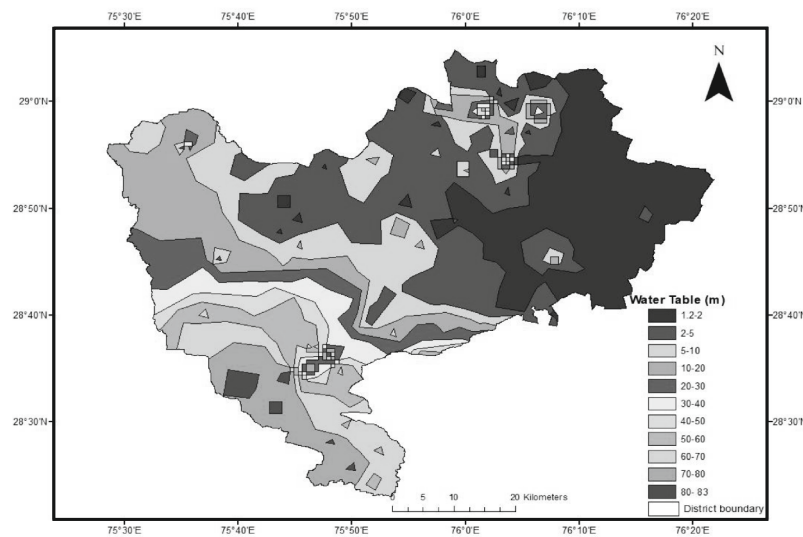 75°30'E 75°40'E 75°50'E 76°0'E 76°10'E 76°20'E
N
29°0'N 29°0'N
28°50'N 28°50'N
28°40'N 28°40'N
28°30'N 28°30'N
Water Table (m)
1.2-2
2-5
5-10
10-20
20-30
30-40
40-50
50-60
60-70
70-80
80- 83
District boundary
0 5 10 20 Kilometers
75°30'E 75°40'E 75°50'E 76°0'E 76°10'E 76°20'E